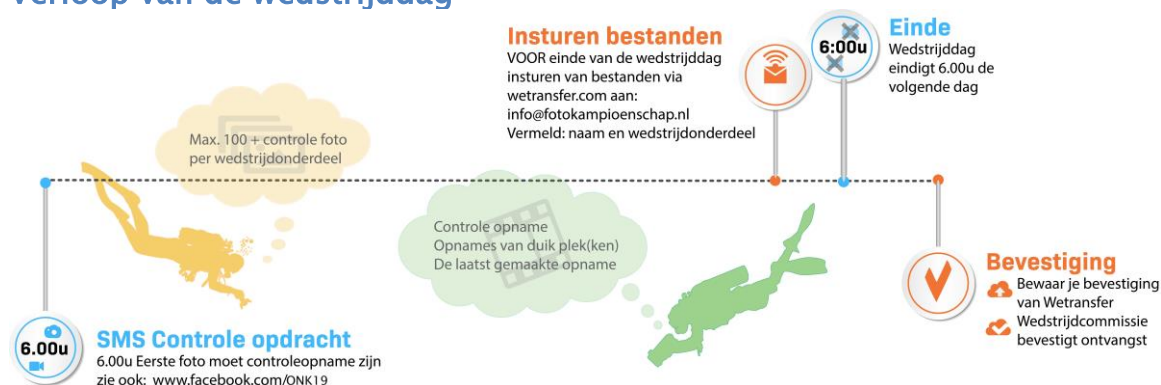 Verloop van de wedstrijddag
Insturen bestanden
VOOR einde van de wedstrijddag
insturen van bestanden via
wetransfer.com aan:
info@fotokampioenschap.nl
Vermeld: naam en wedstrijdonderdeel
6:00u
Einde
Wedstrijddag
eindigt 6.00u de
volgende dag
Max. 100 + controle foto
per wedstrijdonderdeel
Controle opname
Opnames van duik plek(ken)
De laatst gemaakte opname
Bevestiging
Bewaar je bevestiging
van Wetransfer
Wedstrijdcommissie
bevestigt ontvangst
6.00u
SMS Controle opdracht
6.00u Eerste foto moet controleopname zijn
zie ook: www.facebook.com/ONK19